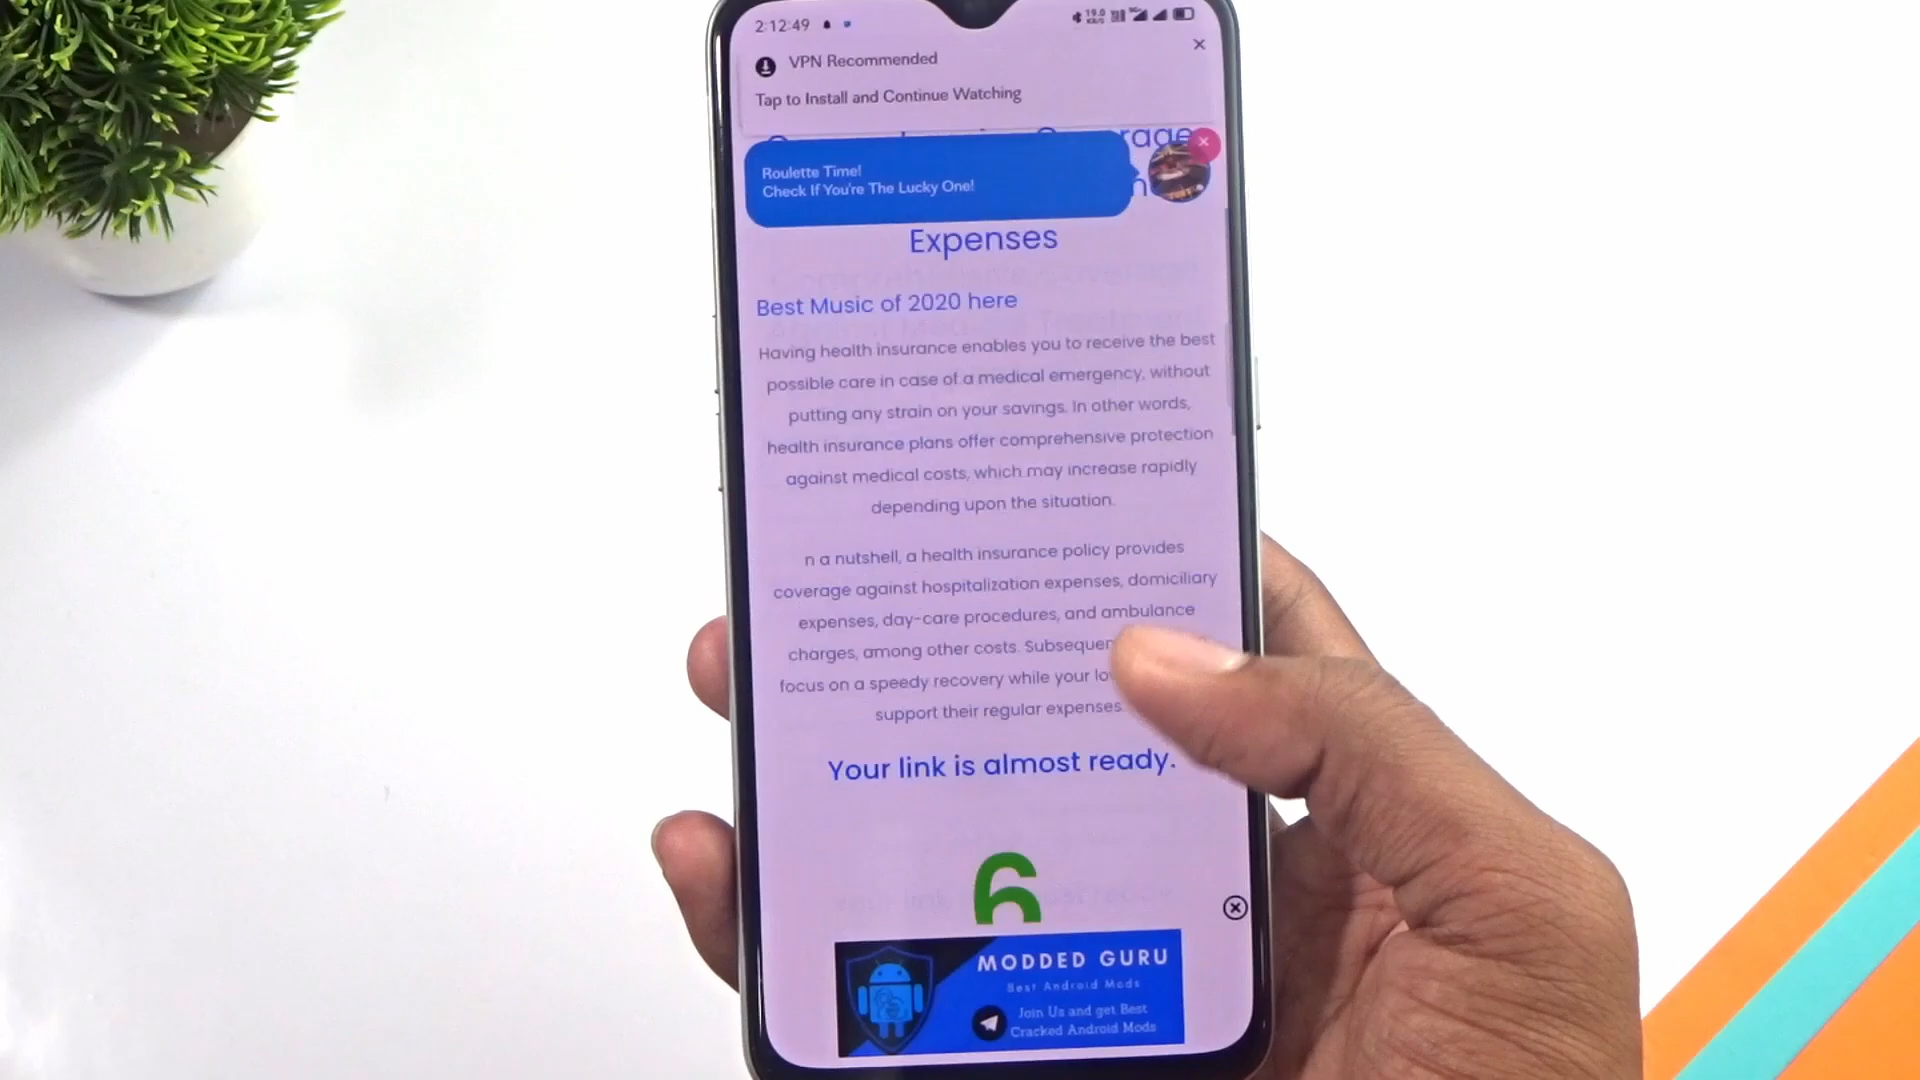 2:12:49
19.0
VPN Recommended
Tap to Install and Continue Watching
Roulette Time!
Check If You're The Lucky One!
Expenses
Best Music of 2020 here
Having health insurance enables you to receive the best
possible care in case of a medical emergency, without
putting any strain on your savings. In other words,
health insurance plans offer comprehensive protection
against medical costs, which may increase rapidly
depending upon the situation.
n a nutshell, a health insurance policy provides
coverage against hospitalization expenses, domiciliary
expenses, day-care procedures, and ambulance
charges, among other costs.
focus on a speedy recovery while your
support their regular expenses.
Your link is almost ready.
6
MODDED GURU
Best Android Mods
Join Us and get Best
Cracked Android Mods